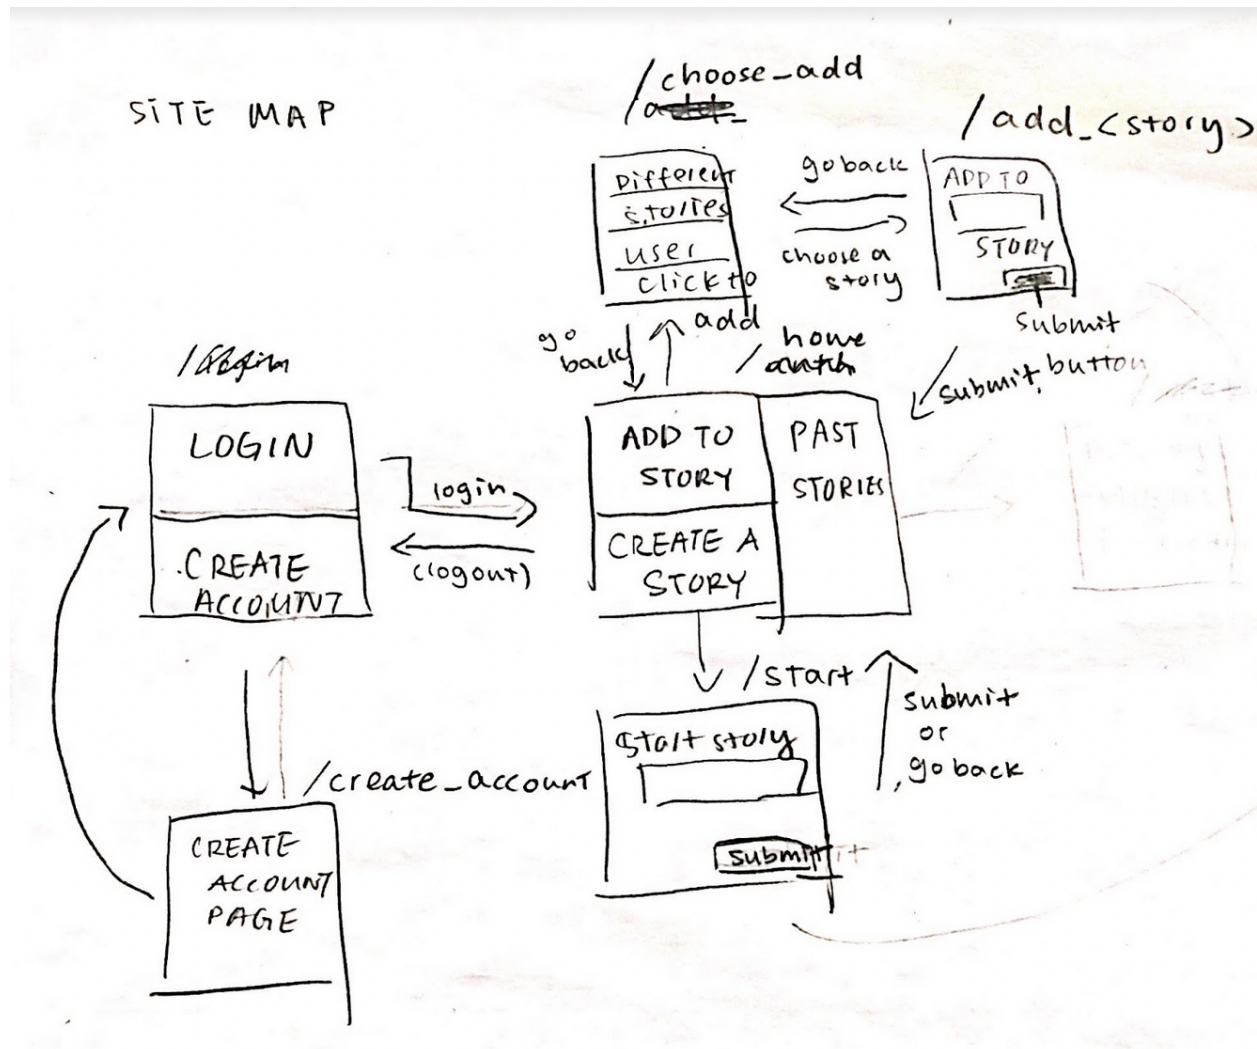 SITE MAP
/choose_add
/add_<story>
Different
stories
user
click to
go back
choose a
story
ADD TO
STORY
submit
button
submit
go
back
add
/home
/login
LOGIN
CREATE
ACCOUNT
login
(logout)
ADD TO
STORY
CREATE A
STORY
PAST
STORIES
/start
Start story
submit
submit
or
go back
/create_account
CREATE
ACCOUNT
PAGE